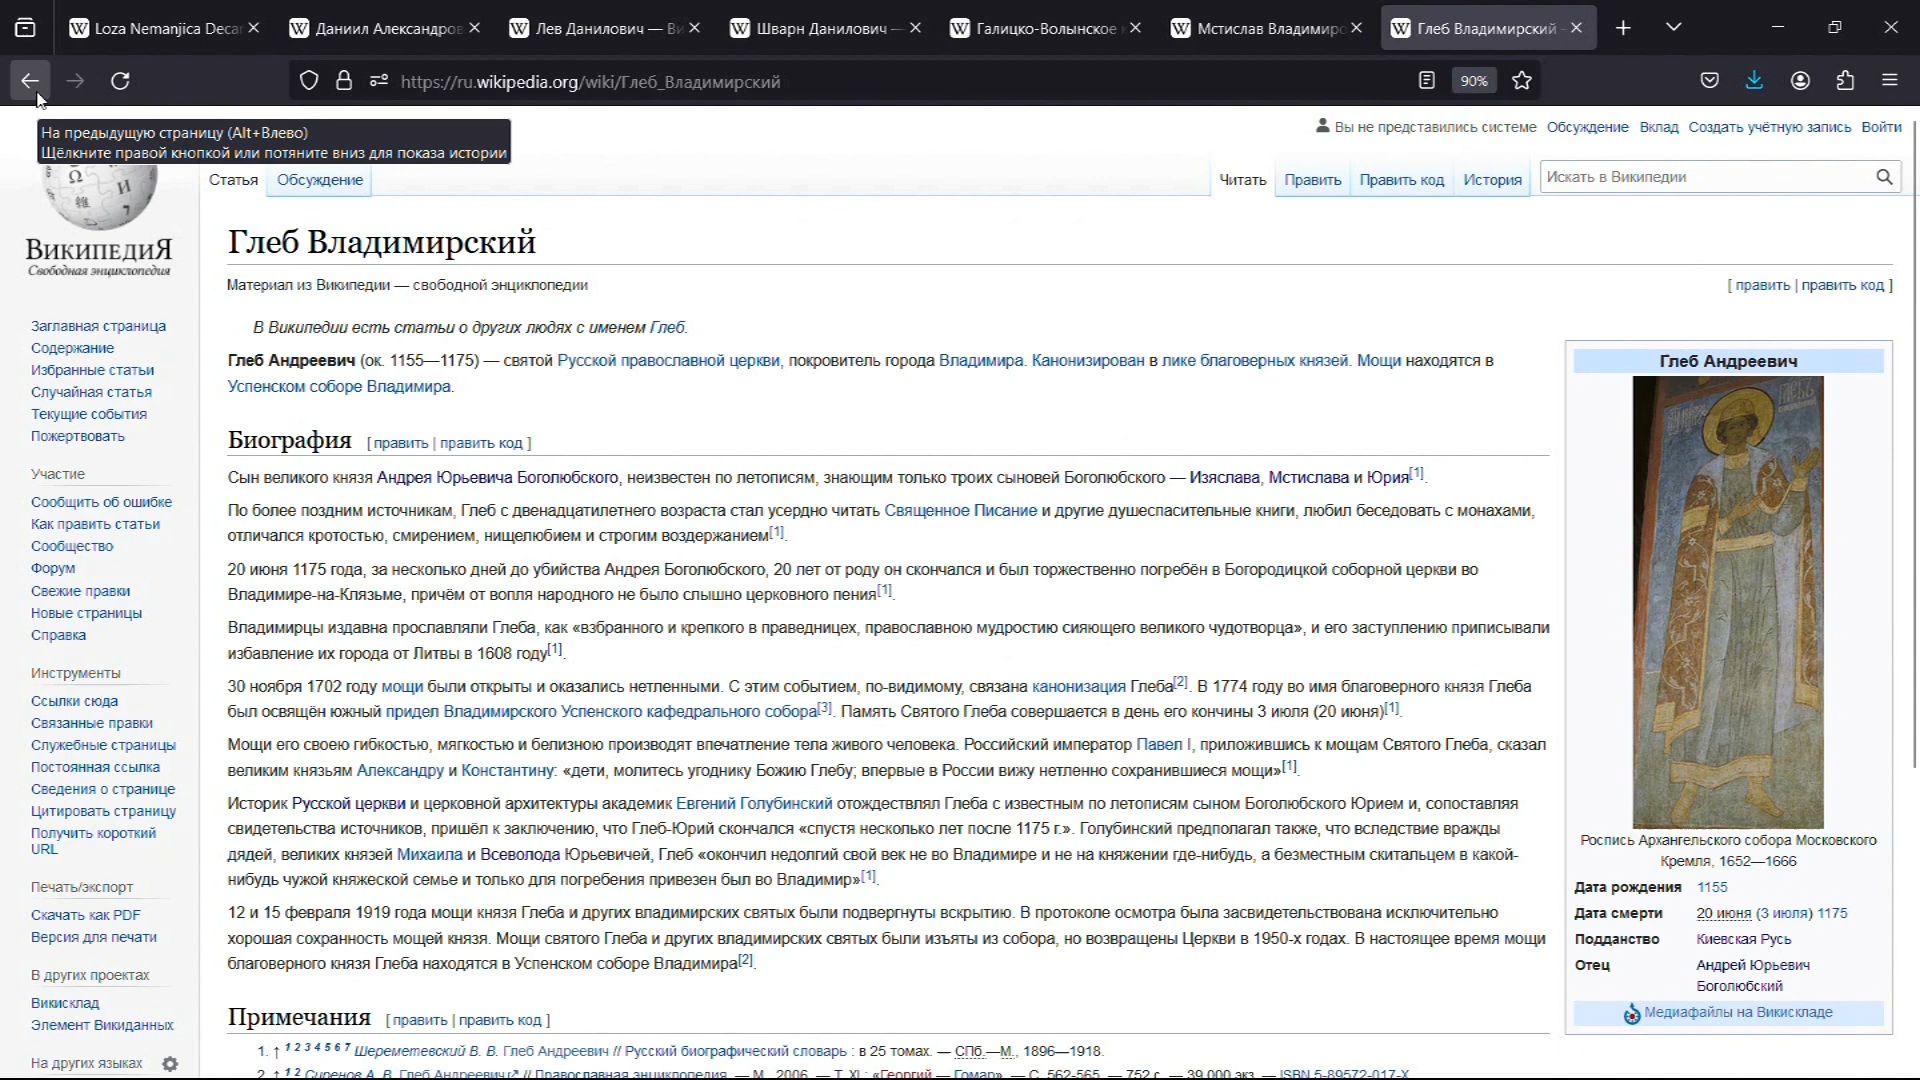 Loza Nemanjica Decar
Даниил Александров
Лев Данилович — Ви
Шварн Данилович —
Галицко-Волынское к
Мстислав Владимиро
Глеб Владимирский —
https://ru.wikipedia.org/wiki/Глеб_Владимирский
90%
На предыдущую страницу (Alt+Влево)
Щёлкните правой кнопкой или потяните вниз для показа истории
Вы не представились системе Обсуждение Вклад Создать учётную запись Войти
Статья Обсуждение Читать Править Править код История Искать в Википедии
ВИКИПЕДИЯ
Свободная энциклопедия
Заглавная страница
Содержание
Избранные статьи
Случайная статья
Текущие события
Пожертвовать
Участие
Сообщить об ошибке
Как править статьи
Сообщество
Форум
Свежие правки
Новые страницы
Справка
Инструменты
Ссылки сюда
Связанные правки
Служебные страницы
Постоянная ссылка
Сведения о странице
Цитировать страницу
Получить короткий
URL
Печать/экспорт
Скачать как PDF
Версия для печати
В других проектах
Викисклад
Элемент Викиданных
На других языках
Глеб Владимирский
Материал из Википедии — свободной энциклопедии
[ править | править код ]
В Википедии есть статьи о других людях с именем Глеб.
Глеб Андреевич (ок. 1155—1175) — святой Русской православной церкви, покровитель города Владимира. Канонизирован в лике благоверных князей. Мощи находятся в
Успенском соборе Владимира.
Биография [ править | править код ]
Сын великого князя Андрея Юрьевича Боголюбского, неизвестен по летописям, знающим только троих сыновей Боголюбского — Изяслава, Мстислава и Юрия[1].
По более поздним источникам, Глеб с двенадцатилетнего возраста стал усердно читать Священное Писание и другие душеспасительные книги, любил беседовать с монахами,
отличался кротостью, смирением, нищелюбием и строгим воздержанием[1].
20 июня 1175 года, за несколько дней до убийства Андрея Боголюбского, 20 лет от роду он скончался и был торжественно погребён в Богородицкой соборной церкви во
Владимире-на-Клязьме, причём от вопля народного не было слышно церковного пения[1].
Владимирцы издавна прославляли Глеба, как «взбранного и крепкого в праведницех, православною мудростию сияющего великого чудотворца», и его заступлению приписывали
избавление их города от Литвы в 1608 году[1].
30 ноября 1702 году мощи были открыты и оказались нетленными. С этим событием, по-видимому, связана канонизация Глеба[2]. В 1774 году во имя благоверного князя Глеба
был освящён южный придел Владимирского Успенского кафедрального собора[3]. Память Святого Глеба совершается в день его кончины 3 июля (20 июня)[1].
Мощи его своею гибкостью, мягкостью и белизною производят впечатление тела живого человека. Российский император Павел I, приложившись к мощам Святого Глеба, сказал
великим князьям Александру и Константину: «дети, молитесь угоднику Божию Глебу; впервые в России вижу нетленно сохранившиеся мощи»[1].
Историк Русской церкви и церковной архитектуры академик Евгений Голубинский отождествлял Глеба с известным по летописям сыном Боголюбского Юрием и, сопоставляя
свидетельства источников, пришёл к заключению, что Глеб-Юрий скончался «спустя несколько лет после 1175 г.». Голубинский предполагал также, что вследствие вражды
дядей, великих князей Михаила и Всеволода Юрьевичей, Глеб «окончил недолгий свой век не во Владимире и не на княжении где-нибудь, а безместным скитальцем в какой-
нибудь чужой княжеской семье и только для погребения привезен был во Владимир»[1].
12 и 15 февраля 1919 года мощи князя Глеба и других владимирских святых были подвергнуты вскрытию. В протоколе осмотра была засвидетельствована исключительно
хорошая сохранность мощей князя. Мощи святого Глеба и других владимирских святых были изъяты из собора, но возвращены Церкви в 1950-х годах. В настоящее время мощи
благоверного князя Глеба находятся в Успенском соборе Владимира[2].
Примечания [ править | править код ]
1. ↑ 1 2 3 4 5 6 7 Шереметевский В. В. Глеб Андреевич // Русский биографический словарь : в 25 томах. — СПб.—М., 1896—1918.
2. ↑ 1 2 Сиренов А. В. Глеб Андреевич // Православная энциклопедия. — М., 2006. — Т. XI : «Георгий — Гомар». — С. 562-565. — 752 с. — 39 000 экз. — ISBN 5-89572-017-X.
Глеб Андреевич
Роспись Архангельского собора Московского
Кремля, 1652—1666
Дата рождения 1155
Дата смерти 20 июня (3 июля) 1175
Подданство Киевская Русь
Отец Андрей Юрьевич
Боголюбский
Медиафайлы на Викискладе